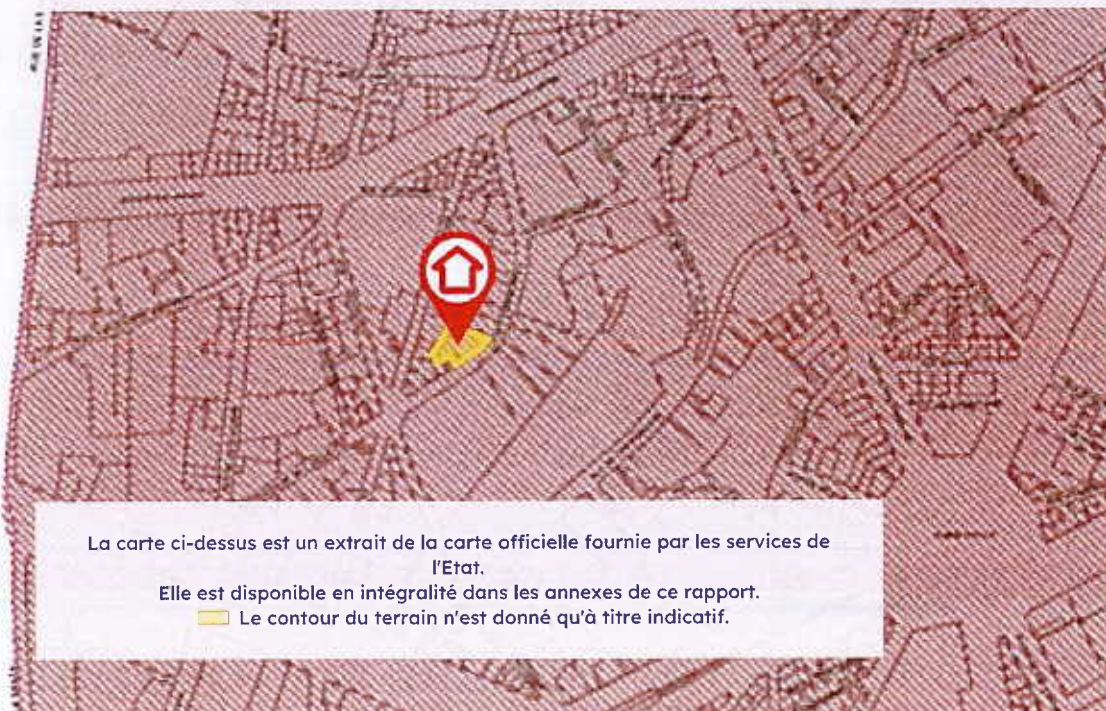 La carte ci-dessus est un extrait de la carte officielle fournie par les services de
l'Etat.
Elle est disponible en intégralité dans les annexes de ce rapport.
Le contour du terrain n'est donné qu'à titre indicatif.